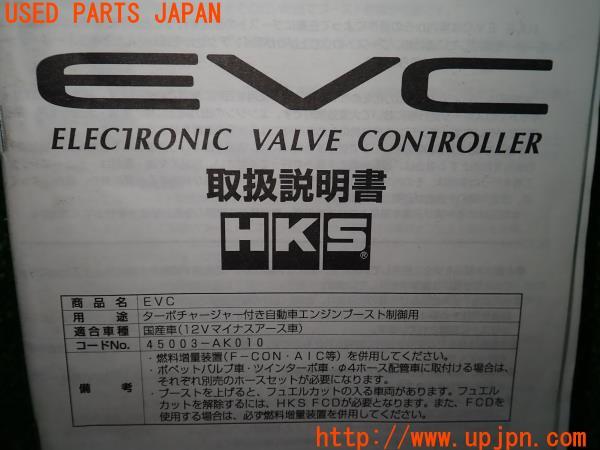 USED PARTS JAPAN
EVC
ELECTRONIC VALVE CONTROLLER
取扱説明書
HKS®
商品名 EVC
用途 ターボチャージャー付き自動車エンジンブースト制御用
適合車種 国産車(12Vマイナスアース車)
コードNo. 45003-AK010
備考 ・燃料増量装置(F-CON・AIC等)を併用してください。
・ポペットバルブ車・ツインターボ車・φ4ホース配管車に取付ける場合は、
それぞれ別売のホースセットが必要になります。
・ブーストを上げると、フュエルカットの入る車両があります。フュエル
カットを解除するには、HKS FCDが必要となります。また、FCDを
使用する場合は、必ず燃料増量装置を併用してください。
http://www.upjpn.com